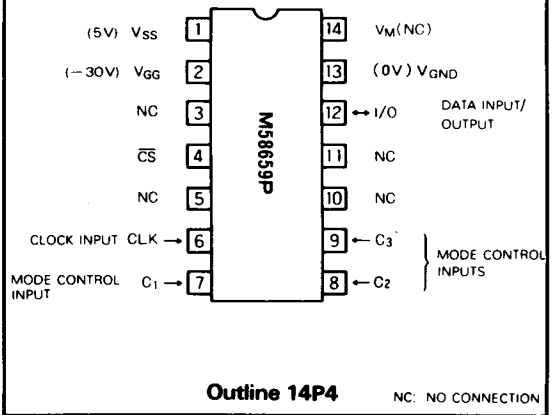 (5V) VSS 1
(−30V) VGG 2
NC 3
C̅S̅ 4
NC 5
CLOCK INPUT CLK → 6
MODE CONTROL
INPUT
C1 → 7
M58659P
14 VM(NC)
13 (0V) VGND
12 ↔ I/O
DATA INPUT/
OUTPUT
11 NC
10 NC
9 ← C3
8 ← C2
MODE CONTROL
INPUTS
Outline 14P4
NC: NO CONNECTION